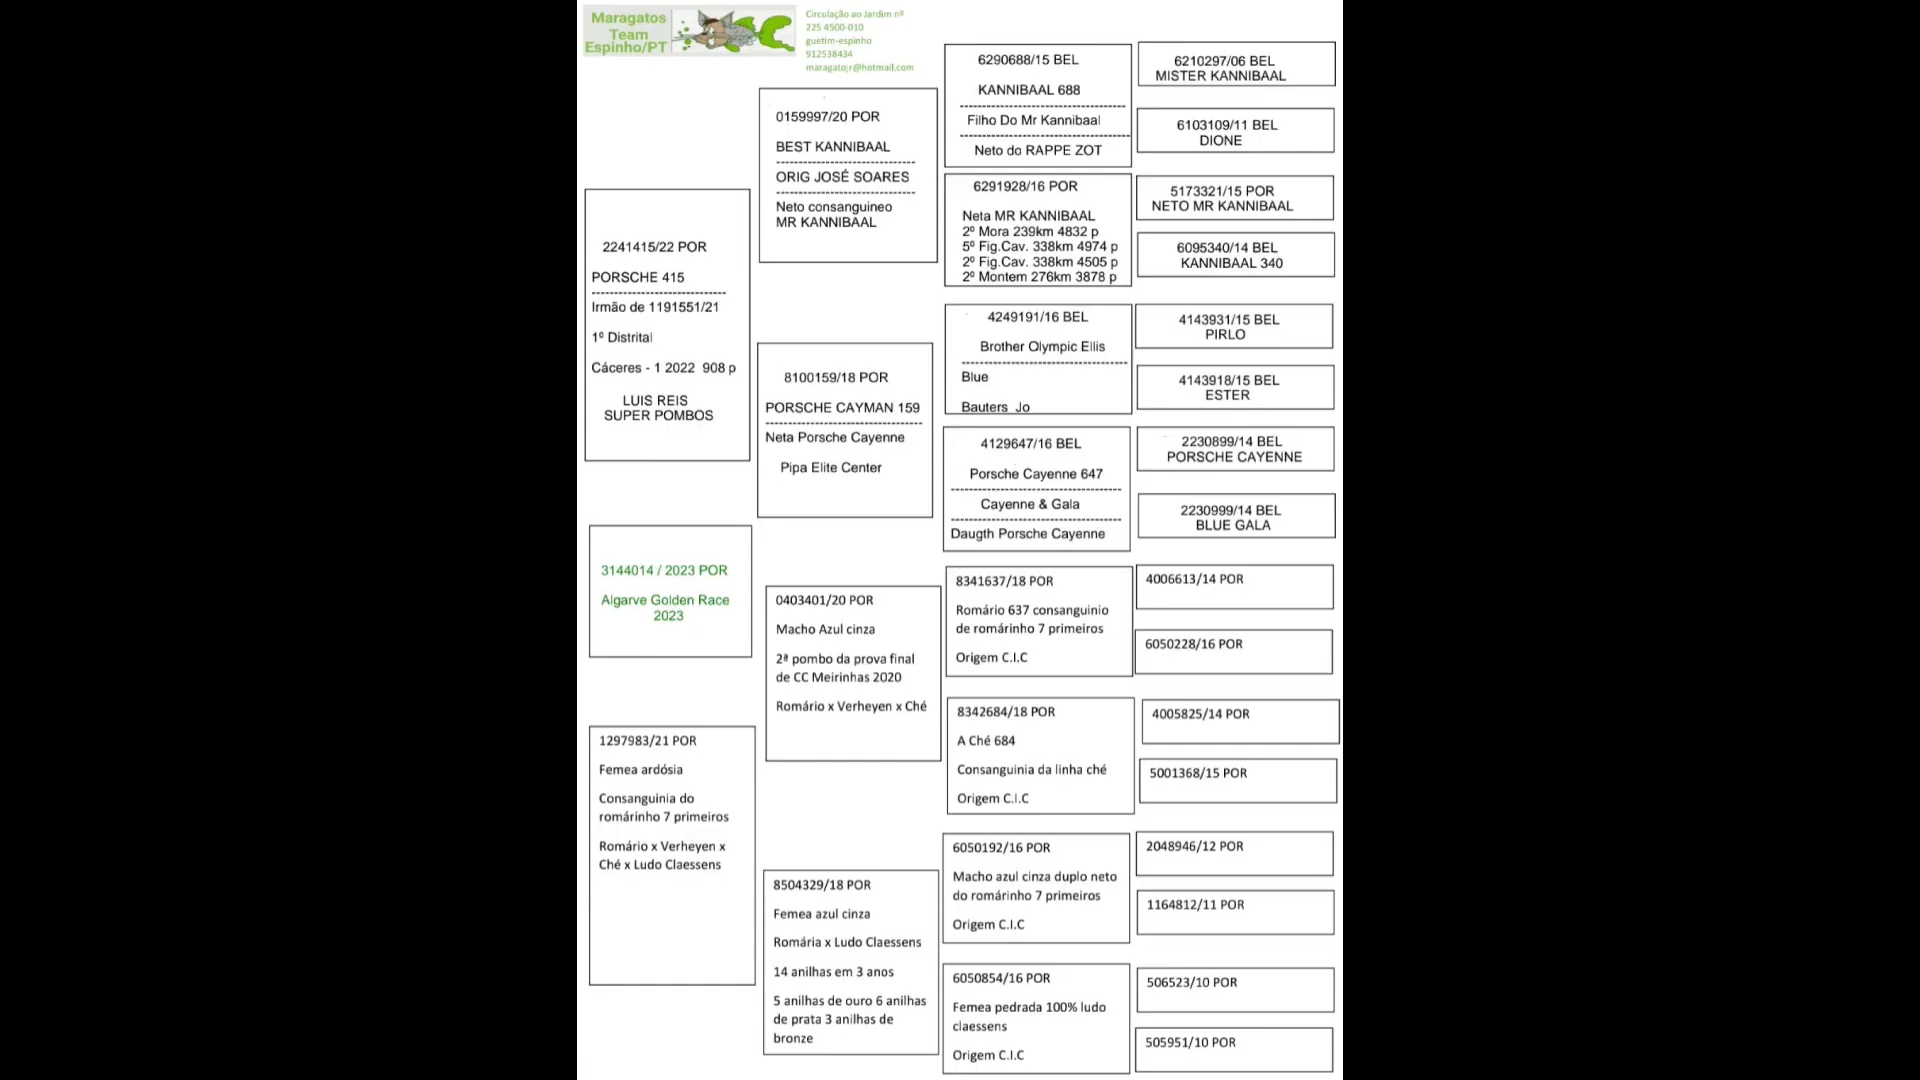 Maragatos
Team
Espinho/PT
Circulação ao Jardim nº
225 4500-010
guetim-espinho
912538434
maragatojr@hotmail.com
2241415/22 POR
PORSCHE 415
Irmão de 1191551/21
1º Distrital
Cáceres - 1 2022 908 p
LUIS REIS
SUPER POMBOS
3144014 / 2023 POR
Algarve Golden Race
2023
1297983/21 POR
Femea ardósia
Consanguinia do
romárinho 7 primeiros
Romário x Verheyen x
Ché x Ludo Claessens
0159997/20 POR
BEST KANNIBAAL
ORIG JOSÉ SOARES
Neto consanguineo
MR KANNIBAAL
8100159/18 POR
PORSCHE CAYMAN 159
Neta Porsche Cayenne
Pipa Elite Center
0403401/20 POR
Macho Azul cinza
2ª pombo da prova final
de CC Meirinhas 2020
Romário x Verheyen x Ché
8504329/18 POR
Femea azul cinza
Romária x Ludo Claessens
14 anilhas em 3 anos
5 anilhas de ouro 6 anilhas
de prata 3 anilhas de
bronze
6290688/15 BEL
KANNIBAAL 688
Filho Do Mr Kannibaal
Neto do RAPPE ZOT
6291928/16 POR
Neta MR KANNIBAAL
2º Mora 239km 4832 p
5º Fig.Cav. 338km 4974 p
2º Fig.Cav. 338km 4505 p
2º Montem 276km 3878 p
4249191/16 BEL
Brother Olympic Ellis
Blue
Bauters Jo
4129647/16 BEL
Porsche Cayenne 647
Cayenne & Gala
Daugth Porsche Cayenne
8341637/18 POR
Romário 637 consanguinio
de romárinho 7 primeiros
Origem C.I.C
8342684/18 POR
A Ché 684
Consanguinia da linha ché
Origem C.I.C
6050192/16 POR
Macho azul cinza duplo neto
do romárinho 7 primeiros
Origem C.I.C
6050854/16 POR
Femea pedrada 100% ludo
claessens
Origem C.I.C
6210297/06 BEL
MISTER KANNIBAAL
6103109/11 BEL
DIONE
5173321/15 POR
NETO MR KANNIBAAL
6095340/14 BEL
KANNIBAAL 340
4143931/15 BEL
PIRLO
4143918/15 BEL
ESTER
2230899/14 BEL
PORSCHE CAYENNE
2230999/14 BEL
BLUE GALA
4006613/14 POR
6050228/16 POR
4005825/14 POR
5001368/15 POR
2048946/12 POR
1164812/11 POR
506523/10 POR
505951/10 POR